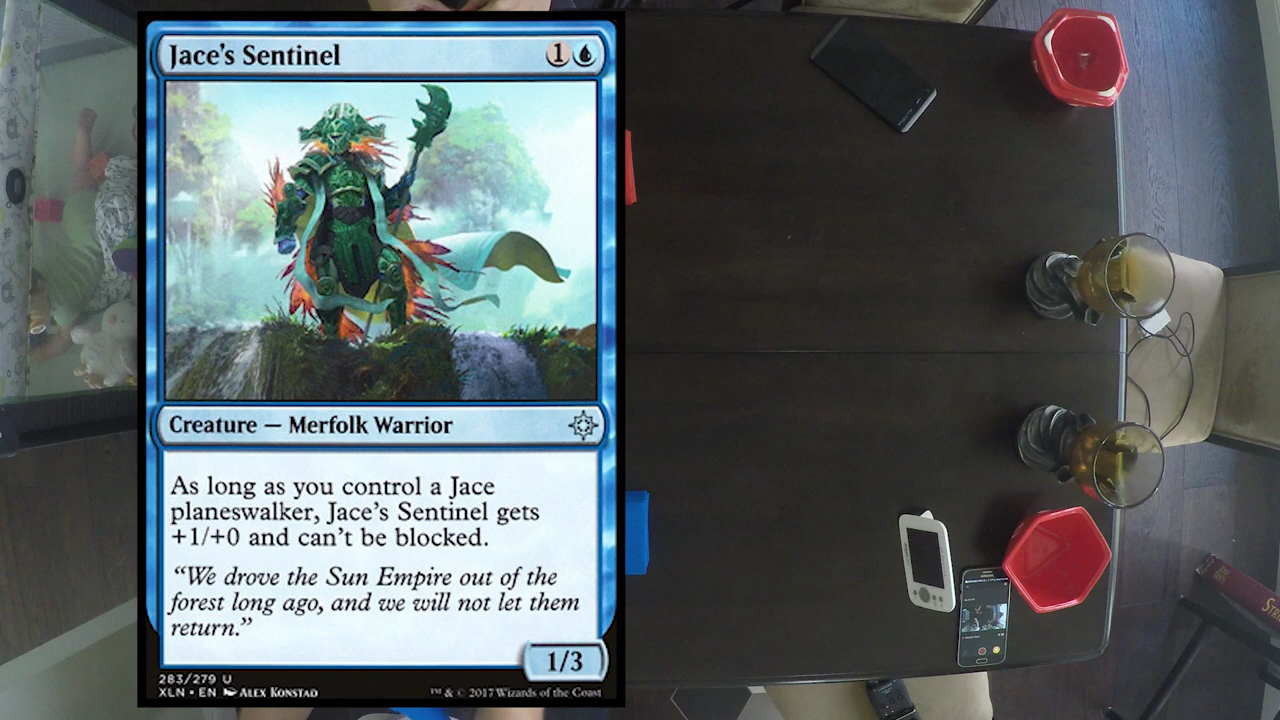 Jace's Sentinel
1
Creature — Merfolk Warrior
As long as you control a Jace
planeswalker, Jace's Sentinel gets
+1/+0 and can't be blocked.
“We drove the Sun Empire out of the
forest long ago, and we will not let them
return.”
1/3
283/279 U
XLN • EN ALEX KONSTAD
™ & © 2017 Wizards of the Coast